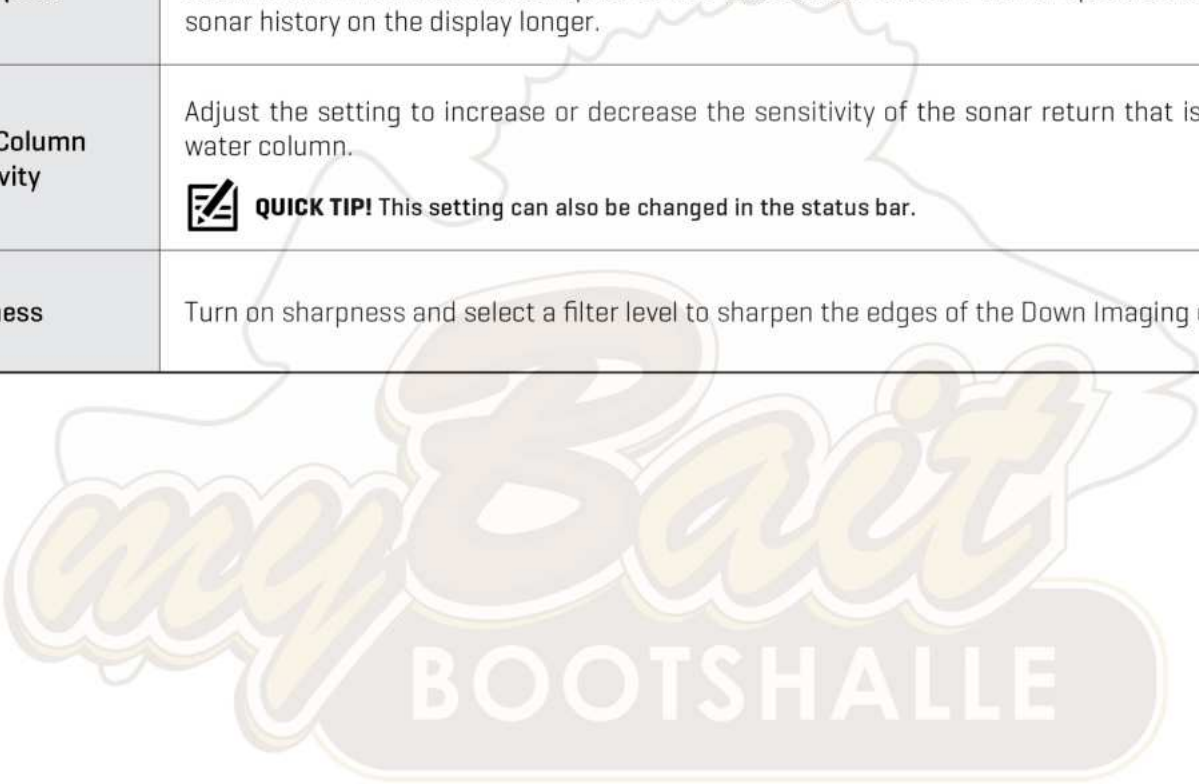 sonar history on the display longer.
Column
vity
Adjust the setting to increase or decrease the sensitivity of the sonar return that is
water column.
QUICK TIP! This setting can also be changed in the status bar.
ess
Turn on sharpness and select a filter level to sharpen the edges of the Down Imaging
myBait
BOOTSHALLE